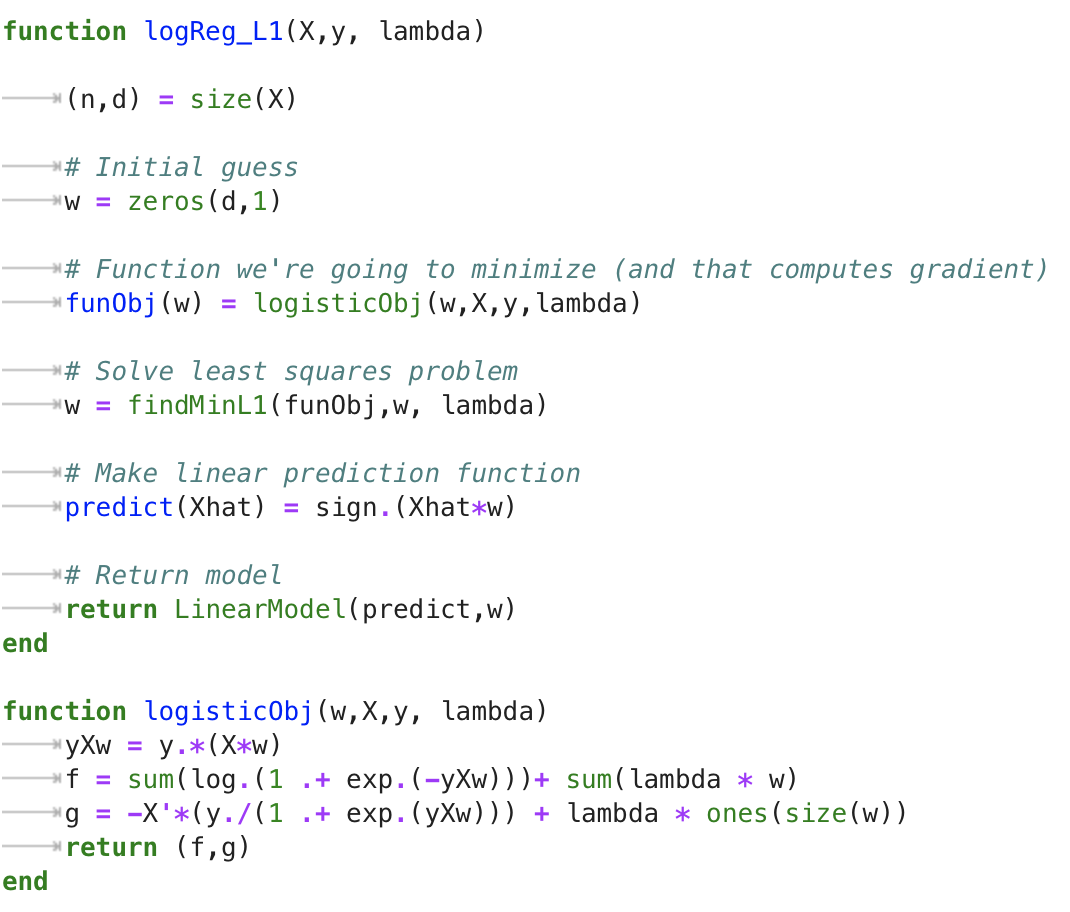 function logReg_L1(X,y, lambda)
(n,d) = size(X)
# Initial guess
w = zeros(d,1)
# Function we're going to minimize (and that computes gradient)
funObj(w) = logisticObj(w,X,y,lambda)
# Solve least squares problem
w = findMinL1(funObj,w, lambda)
# Make linear prediction function
predict(Xhat) = sign.(Xhat*w)
# Return model
return LinearModel(predict,w)
end
function logisticObj(w,X,y, lambda)
yXw = y.*(X*w)
f = sum(log.(1 .+ exp.(-yXw)))+ sum(lambda * w)
g = -X'*(y./(1 .+ exp.(yXw))) + lambda * ones(size(w))
return (f,g)
end